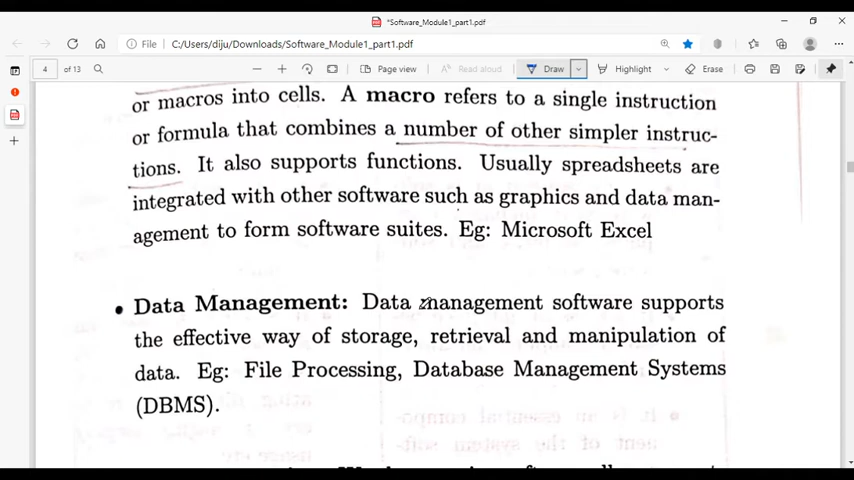 *Software_Module1_part1.pdf
File C:/Users/diju/Downloads/Software_Module1_part1.pdf
4 of 13 Page view Read aloud Draw Highlight Erase
or macros into cells. A macro refers to a single instruction
or formula that combines a number of other simpler instruc-
tions. It also supports functions. Usually spreadsheets are
integrated with other software such as graphics and data man-
agement to form software suites. Eg: Microsoft Excel
• Data Management: Data management software supports
the effective way of storage, retrieval and manipulation of
data. Eg: File Processing, Database Management Systems
(DBMS).